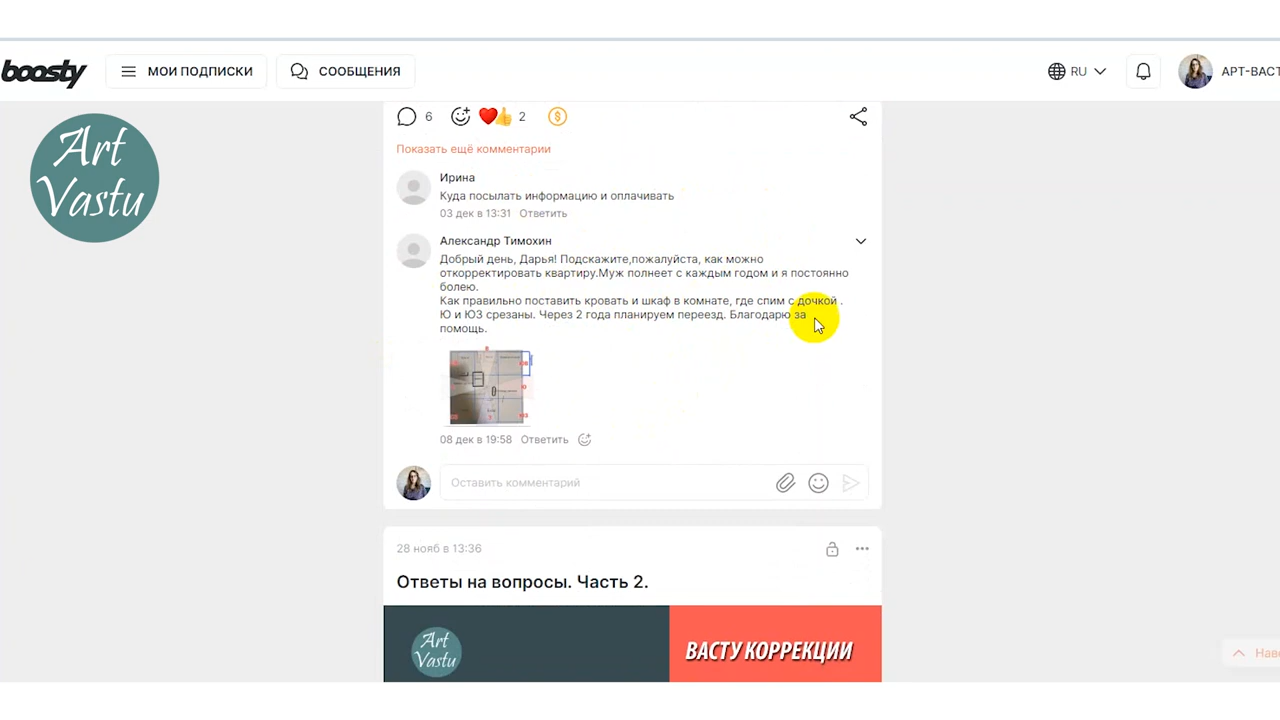 boosty
МОИ ПОДПИСКИ
СООБЩЕНИЯ
RU
АРТ-ВАСТ
Art
Vastu
6
2
Показать ещё комментарии
Ирина
Куда посылать информацию и оплачивать
03 дек в 13:31 Ответить
Александр Тимохин
Добрый день, Дарья! Подскажите,пожалуйста, как можно
откорректировать квартиру.Муж полнеет с каждым годом и я постоянно
болею.
Как правильно поставить кровать и шкаф в комнате, где спим с дочкой .
Ю и ЮЗ срезаны. Через 2 года планируем переезд. Благодарю за
помощь.
08 дек в 19:58 Ответить
Оставить комментарий
28 нояб в 13:36
Ответы на вопросы. Часть 2.
Art
Vastu
ВАСТУ КОРРЕКЦИИ
Наве